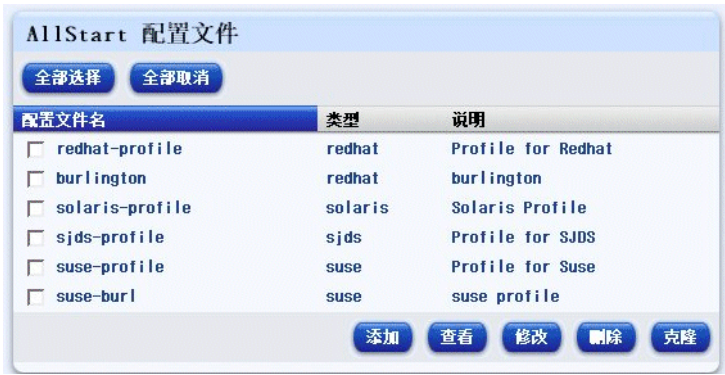 AllStart 配置文件
全部选择 全部取消
配置文件名 类型 说明
redhat-profile redhat Profile for Redhat
burlington redhat burlington
solaris-profile solaris Solaris Profile
sjds-profile sjds Profile for SJDS
suse-profile suse Profile for Suse
suse-burl suse suse profile
添加 查看 修改 删除 克隆